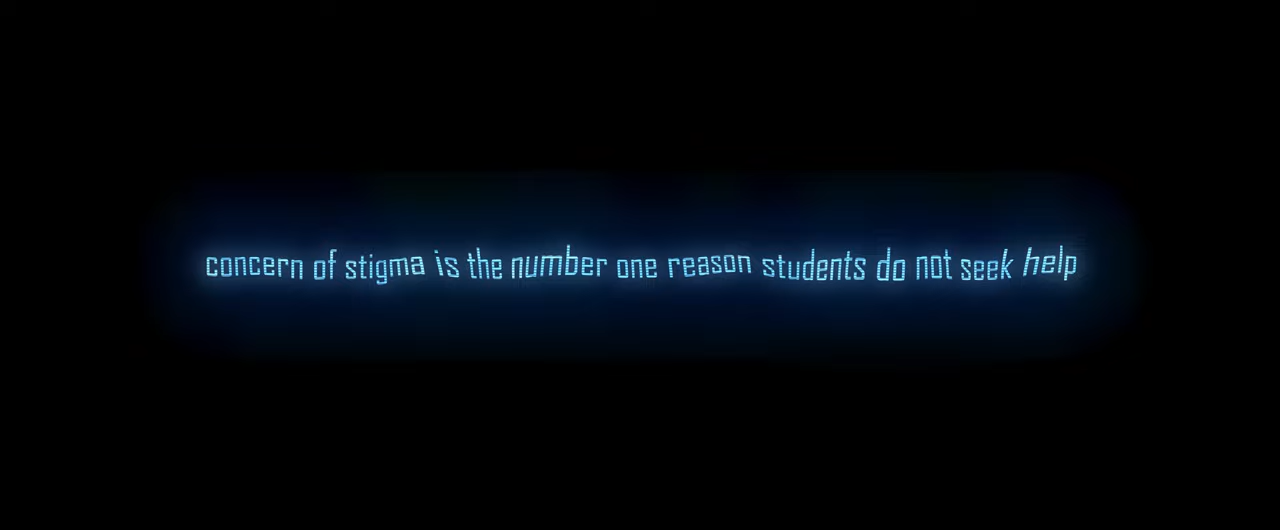 concern of stigma is the number one reason students do not seek help